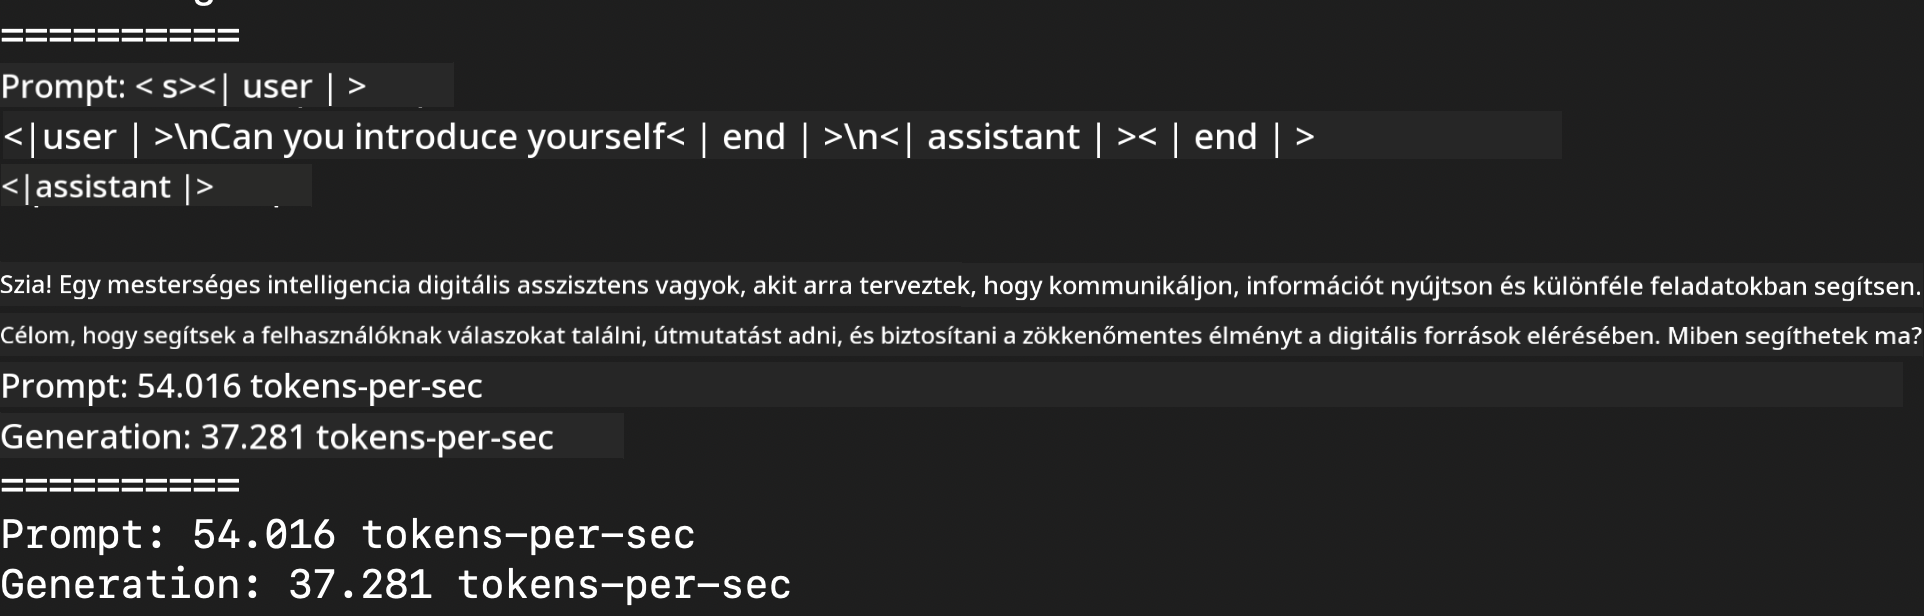 ==========
Prompt: < s><| user | >
<|user | >\nCan you introduce yourself< | end | >\n<| assistant | >< | end | >
<|assistant |>
Szia! Egy mesterséges intelligencia digitális asszisztens vagyok, akit arra terveztek, hogy kommunikáljon, információt nyújtson és különféle feladatokban segítsen.
Célom, hogy segítsek a felhasználóknak válaszokat találni, útmutatást adni, és biztosítani a zökkenőmentes élményt a digitális források elérésében. Miben segíthetek ma?
Prompt: 54.016 tokens-per-sec
Generation: 37.281 tokens-per-sec
==========
Prompt: 54.016 tokens-per-sec
Generation: 37.281 tokens-per-sec